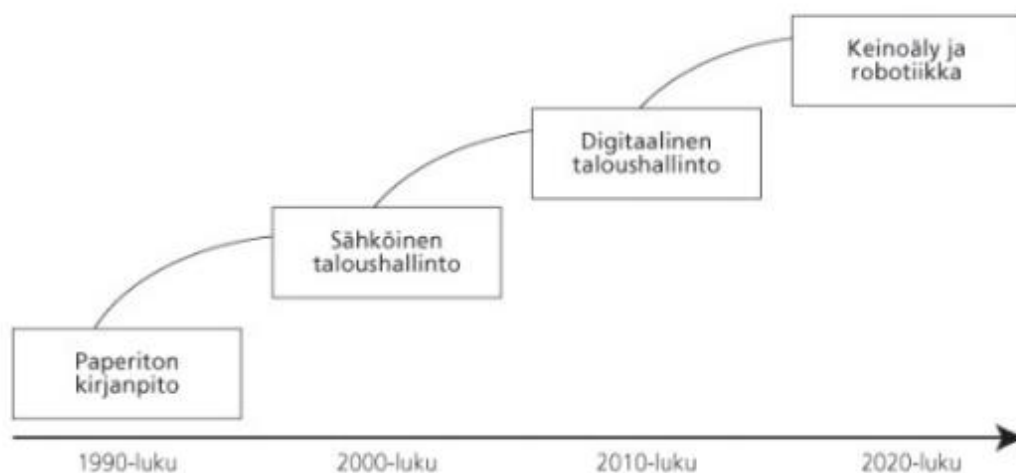 Keinoäly ja
robotiikka
Digitaalinen
taloushallinto
Sähköinen
taloushallinto
Paperiton
kirjanpito
1990-luku
2000-luku
2010-luku
2020-luku